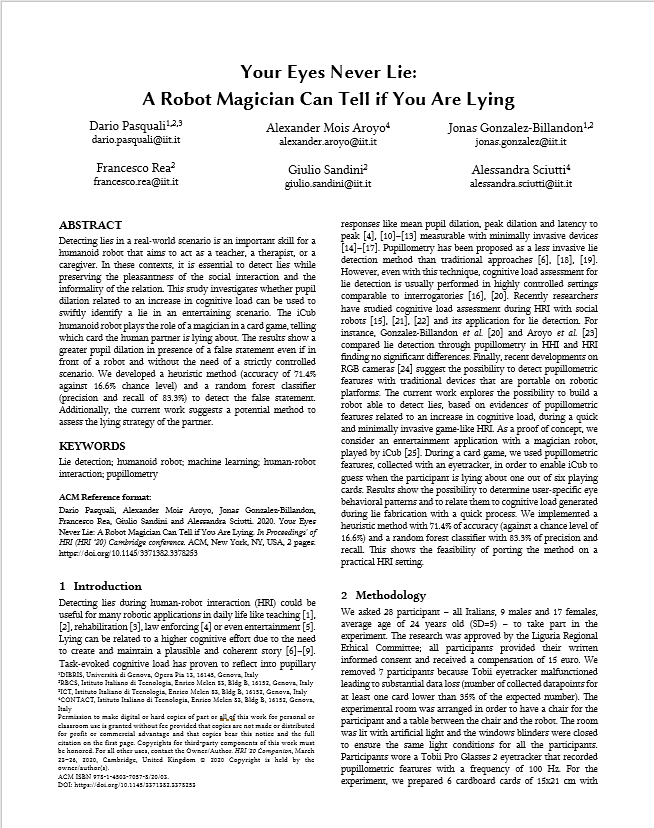 Your Eyes Never Lie:
A Robot Magician Can Tell if You Are Lying
Dario Pasquali1,2,3
dario.pasquali@iit.it
Alexander Mois Aroyo4
alexander.aroyo@iit.it
Jonas Gonzalez-Billandon1,2
jonas.gonzalez@iit.it
Francesco Rea2
francesco.rea@iit.it
Giulio Sandini2
giulio.sandini@iit.it
Alessandra Sciutti4
alessandra.sciutti@iit.it
ABSTRACT
Detecting lies in a real-world scenario is an important skill for a
humanoid robot that aims to act as a teacher, a therapist, or a
caregiver. In these contexts, it is essential to detect lies while
preserving the pleasantness of the social interaction and the
informality of the relation. This study investigates whether pupil
dilation related to an increase in cognitive load can be used to
swiftly identify a lie in an entertaining scenario. The iCub
humanoid robot plays the role of a magician in a card game, telling
which card the human partner is lying about. The results show a
greater pupil dilation in presence of a false statement even if in
front of a robot and without the need of a strictly controlled
scenario. We developed a heuristic method (accuracy of 71.4%
against 16.6% chance level) and a random forest classifier
(precision and recall of 83.3%) to detect the false statement.
Additionally, the current work suggests a potential method to
assess the lying strategy of the partner.
KEYWORDS
Lie detection; humanoid robot; machine learning; human-robot
interaction; pupillometry
ACM Reference format:
Dario Pasquali, Alexander Mois Aroyo, Jonas Gonzalez-Billandon,
Francesco Rea, Giulio Sandini and Alessandra Sciutti. 2020. Your Eyes
Never Lie: A Robot Magician Can Tell if You Are Lying. In Proceedings of
HRI (HRI '20) Cambridge conference. ACM, New York, NY, USA, 2 pages.
https://doi.org/10.1145/3371382.3378253
1 Introduction
Detecting lies during human-robot interaction (HRI) could be
useful for many robotic applications in daily life like teaching [1],
[2], rehabilitation [3], law enforcing [4] or even entertainment [5].
Lying can be related to a higher cognitive effort due to the need
to create and maintain a plausible and coherent story [6]–[9].
Task-evoked cognitive load has proven to reflect into pupillary
1DIBRIS, Università di Genova, Opera Pia 13, 16145, Genova, Italy
2RBCS, Istituto Italiano di Tecnologia, Enrico Melen 83, Bldg B, 16152, Genova, Italy
3ICT, Istituto Italiano di Tecnologia, Enrico Melen 83, Bldg B, 16152, Genova, Italy
4CONTACT, Istituto Italiano di Tecnologia, Enrico Melen 83, Bldg B, 16152, Genova,
Italy
Permission to make digital or hard copies of part or all of this work for personal or
classroom use is granted without fee provided that copies are not made or distributed
for profit or commercial advantage and that copies bear this notice and the full
citation on the first page. Copyrights for third-party components of this work must
be honored. For all other uses, contact the Owner/Author. HRI '20 Companion, March
23–26, 2020, Cambridge, United Kingdom © 2020 Copyright is held by the
owner/author(s).
ACM ISBN 978-1-4503-7057-8/20/03.
DOI: https://doi.org/10.1145/3371382.3378253
responses like mean pupil dilation, peak dilation and latency to
peak [4], [10]–[13] measurable with minimally invasive devices
[14]–[17]. Pupillometry has been proposed as a less invasive lie
detection method than traditional approaches [6], [18], [19].
However, even with this technique, cognitive load assessment for
lie detection is usually performed in highly controlled settings
comparable to interrogatories [16], [20]. Recently researchers
have studied cognitive load assessment during HRI with social
robots [15], [21], [22] and its application for lie detection. For
instance, Gonzalez-Billandon et al. [20] and Aroyo et al. [23]
compared lie detection through pupillometry in HHI and HRI
finding no significant differences. Finally, recent developments on
RGB cameras [24] suggest the possibility to detect pupillometric
features with traditional devices that are portable on robotic
platforms. The current work explores the possibility to build a
robot able to detect lies, based on evidences of pupillometric
features related to an increase in cognitive load, during a quick
and minimally invasive game-like HRI. As a proof of concept, we
consider an entertainment application with a magician robot,
played by iCub [25]. During a card game, we used pupillometric
features, collected with an eyetracker, in order to enable iCub to
guess when the participant is lying about one out of six playing
cards. Results show the possibility to determine user-specific eye
behavioral patterns and to relate them to cognitive load generated
during lie fabrication with a quick process. We implemented a
heuristic method with 71.4% of accuracy (against a chance level of
16.6%) and a random forest classifier with 83.3% of precision and
recall. This shows the feasibility of porting the method on a
practical HRI setting.
2 Methodology
We asked 28 participant – all Italians, 9 males and 17 females,
average age of 24 years old (SD=5) – to take part in the
experiment. The research was approved by the Liguria Regional
Ethical Committee; all participants provided their written
informed consent and received a compensation of 15 euro. We
removed 7 participants because Tobii eyetracker malfunctioned
leading to substantial data loss (number of collected datapoints for
at least one card lower than 35% of the expected number). The
experimental room was arranged in order to have a chair for the
participant and a table between the chair and the robot. The room
was lit with artificial light and the windows blinders were closed
to ensure the same light conditions for all the participants.
Participants wore a Tobii Pro Glasses 2 eyetracker that recorded
pupillometric features with a frequency of 100 Hz. For the
experiment, we prepared 6 cardboard cards of 15x21 cm with